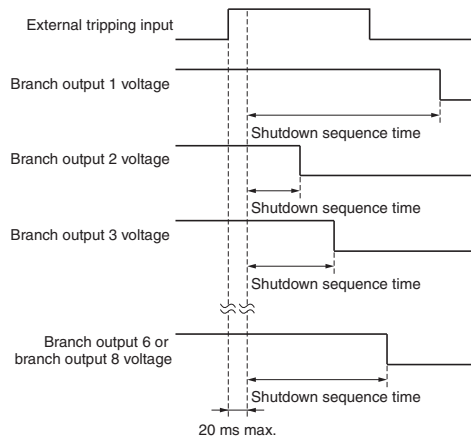 External tripping input
Branch output 1 voltage
Shutdown sequence time
Branch output 2 voltage
Shutdown sequence time
Branch output 3 voltage
Shutdown sequence time
Branch output 6 or
branch output 8 voltage
Shutdown sequence time
20 ms max.